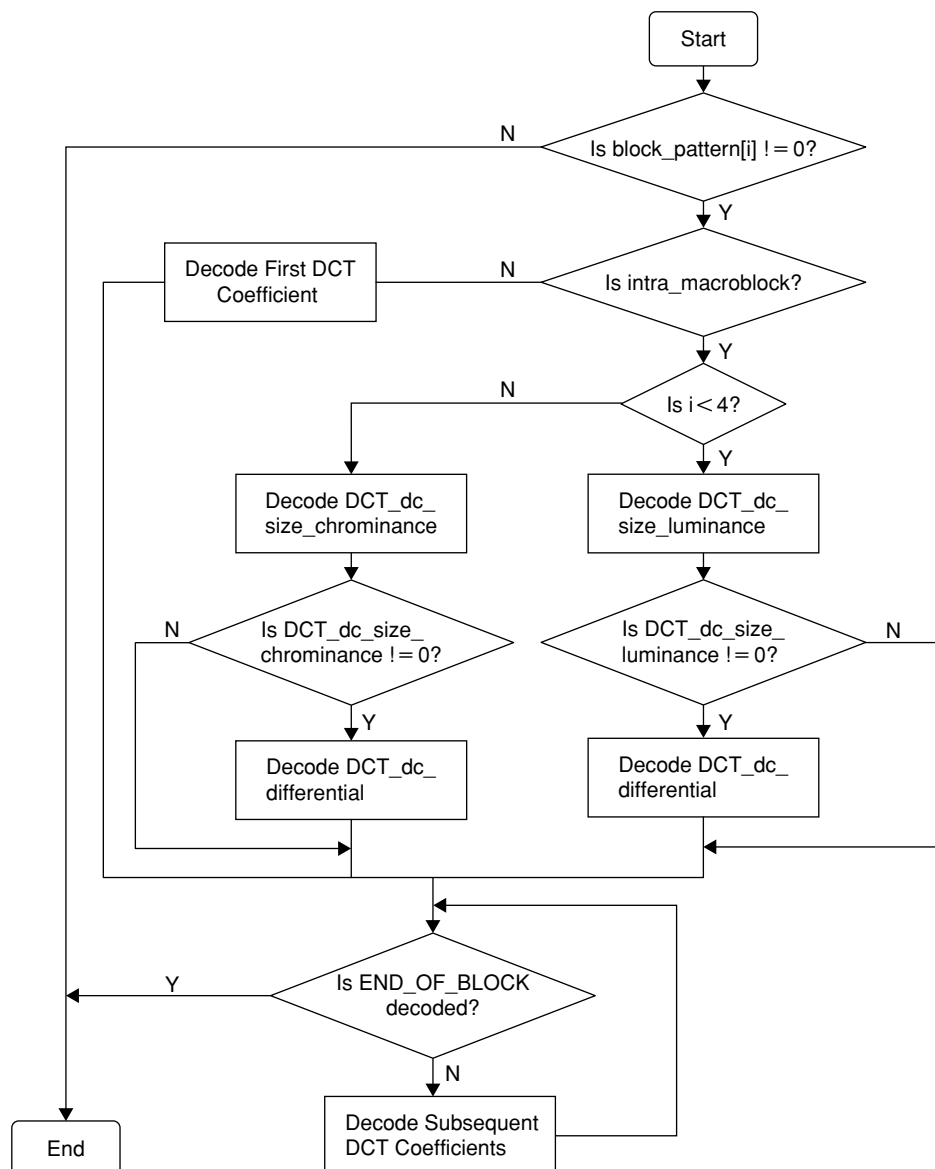 Start
N
Is block_pattern[i] != 0?
Y
Decode First DCT
Coefficient
N
Is intra_macroblock?
Y
N
Is i < 4?
Y
Decode DCT_dc_
size_chrominance
Decode DCT_dc_
size_luminance
N
Is DCT_dc_size_
chrominance != 0?
Is DCT_dc_size_
luminance != 0?
N
Y
Y
Decode DCT_dc_
differential
Decode DCT_dc_
differential
Y
Is END_OF_BLOCK
decoded?
N
End
Decode Subsequent
DCT Coefficients